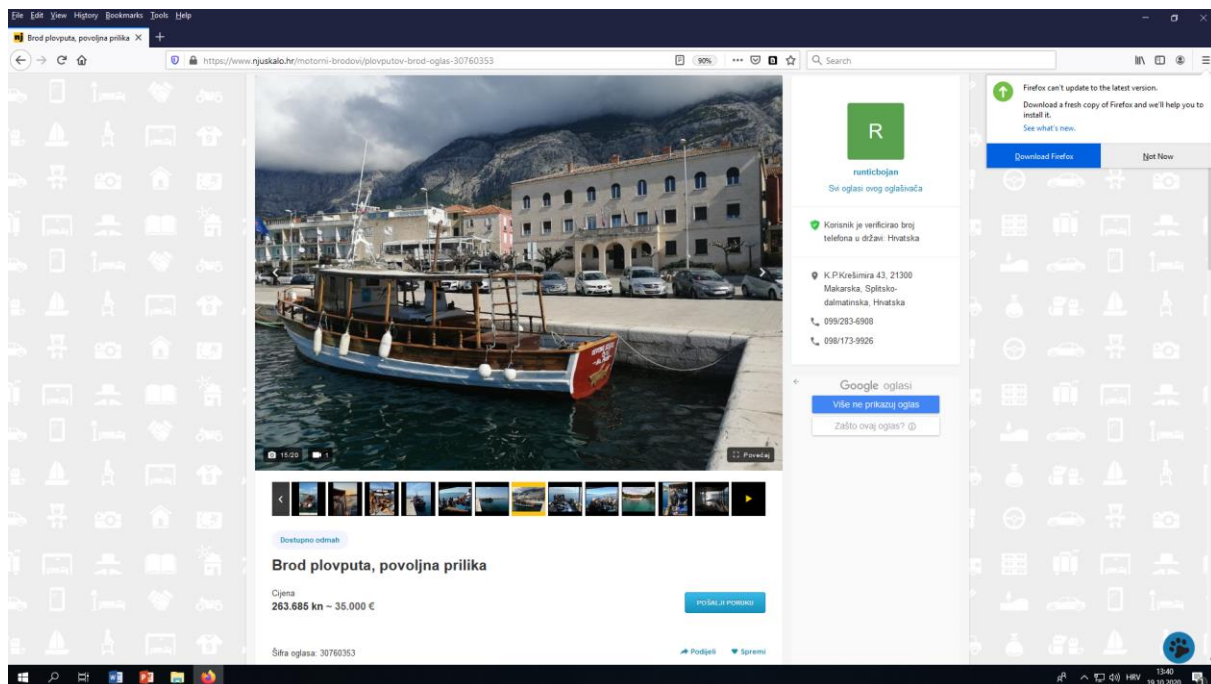 File Edit View History Bookmarks Tools Help
Brod plovputa, povoljna prilika
https://www.njuskalo.hr/motorni-brodovi/plovputov-brod-oglas-30760353
90%
Search
Firefox can't update to the latest version.
Download a fresh copy of Firefox and we'll help you to
install it.
See what's new.
Download Firefox
Not Now
R
runticbojan
Svi oglasi ovog oglašivača
Korisnik je verificirao broj
telefona u državi: Hrvatska
K.P.Krešimira 43, 21300
Makarska, Splitsko-
dalmatinska, Hrvatska
099/283-6908
098/173-9926
Google oglasi
Više ne prikazuj oglas
Zašto ovaj oglas?
15/20
1
Povećaj
Dostupno odmah
Brod plovputa, povoljna prilika
Cijena
263.685 kn ~ 35.000 €
POŠALJI PORUKU
Šifra oglasa: 30760353
Podijeli
Spremi
HRV
13:40
19.10.2020